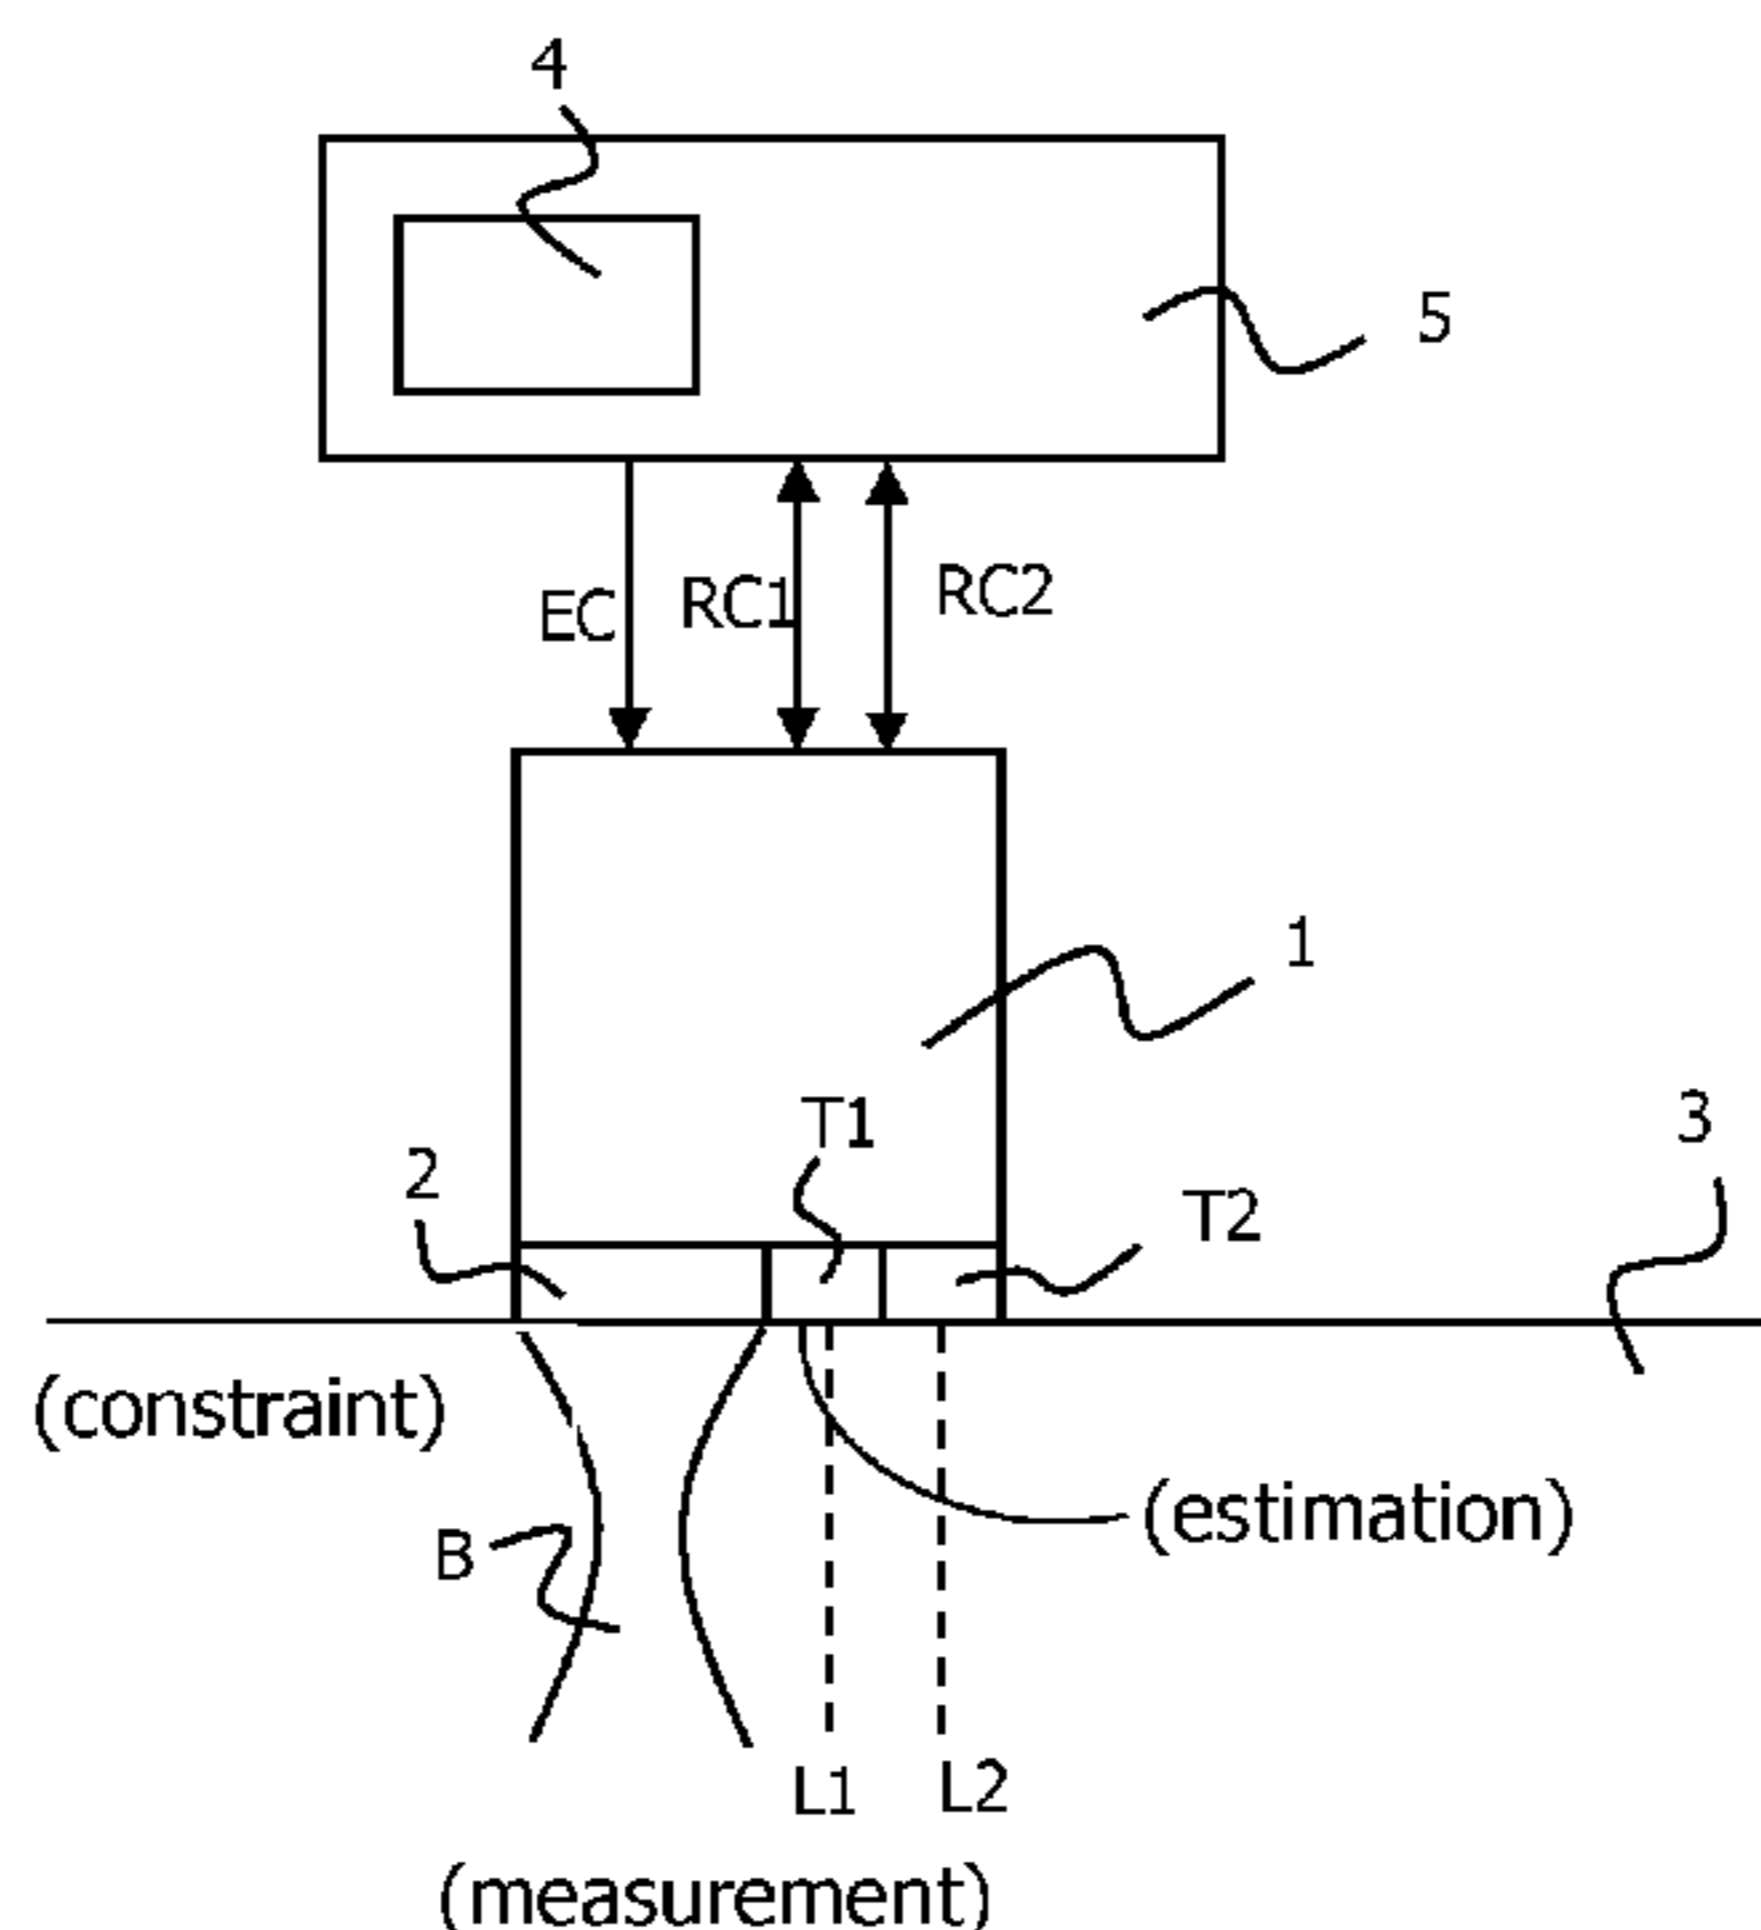 4
5
EC
RC1
RC2
1
T1
3
2
T2
(constraint)
(estimation)
B
L1
L2
(measurement)